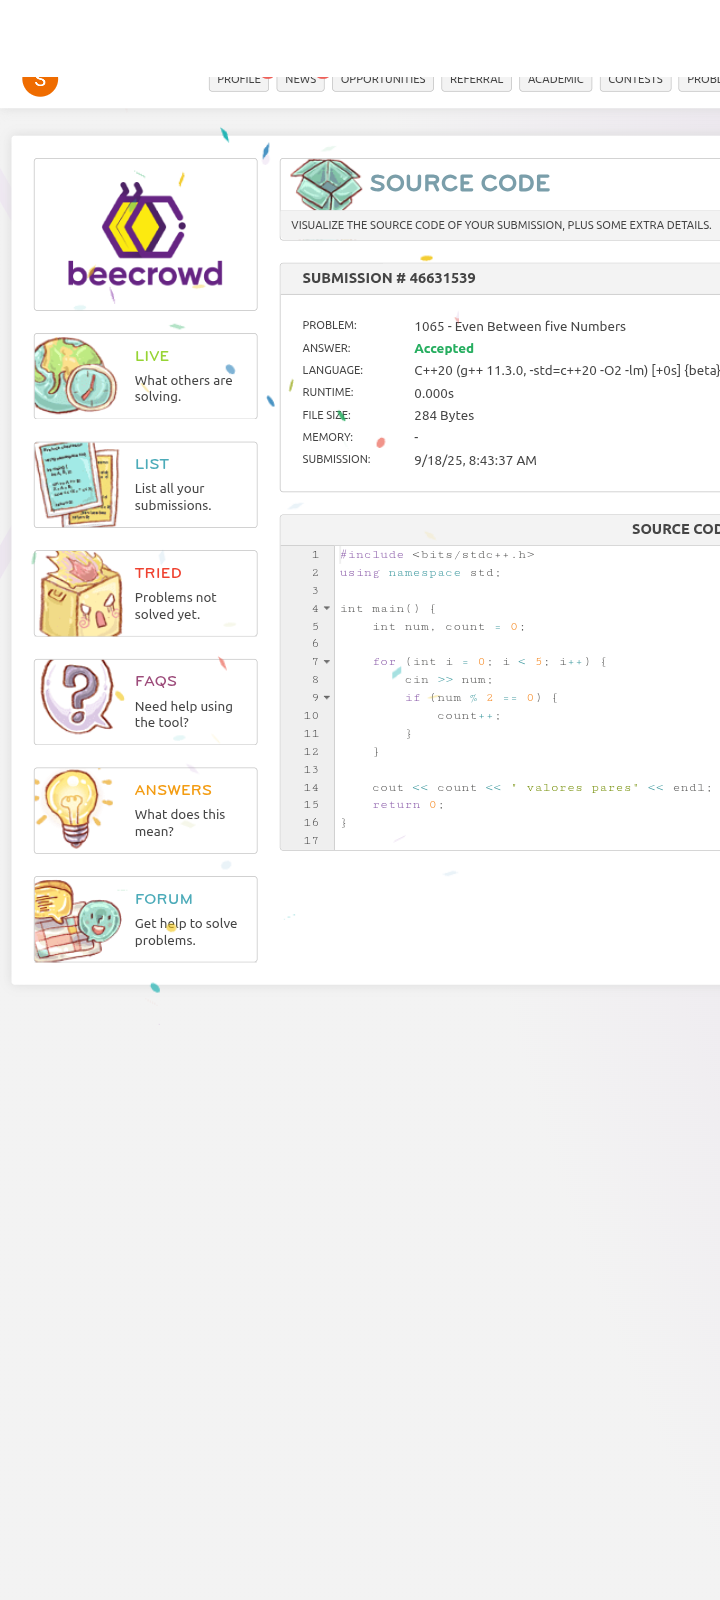 S
PROFILE NEWS OPPORTUNITIES REFERRAL ACADEMIC CONTESTS
beecrowd
LIVE
What others are
solving.
LIST
List all your
submissions.
TRIED
Problems not
solved yet.
FAQS
Need help using
the tool?
ANSWERS
What does this
mean?
FORUM
Get help to solve
problems.
SOURCE CODE
VISUALIZE THE SOURCE CODE OF YOUR SUBMISSION, PLUS SOME EXTRA DETAILS.
SUBMISSION # 46631539
PROBLEM: 1065 - Even Between five Numbers
ANSWER: Accepted
LANGUAGE: C++20 (g++ 11.3.0, -std=c++20 -O2 -lm) [+0s] {beta}
RUNTIME: 0.000s
FILE SIZE: 284 Bytes
MEMORY: -
SUBMISSION: 9/18/25, 8:43:37 AM
SOURCE COD
1 #include <bits/stdc++.h>
2 using namespace std;
3
4 int main() {
5 int num, count = 0;
6
7 for (int i = 0; i < 5; i++) {
8 cin >> num;
9 if (num % 2 == 0) {
10 count++;
11 }
12 }
13
14 cout << count << " valores pares" << endl;
15 return 0;
16 }
17